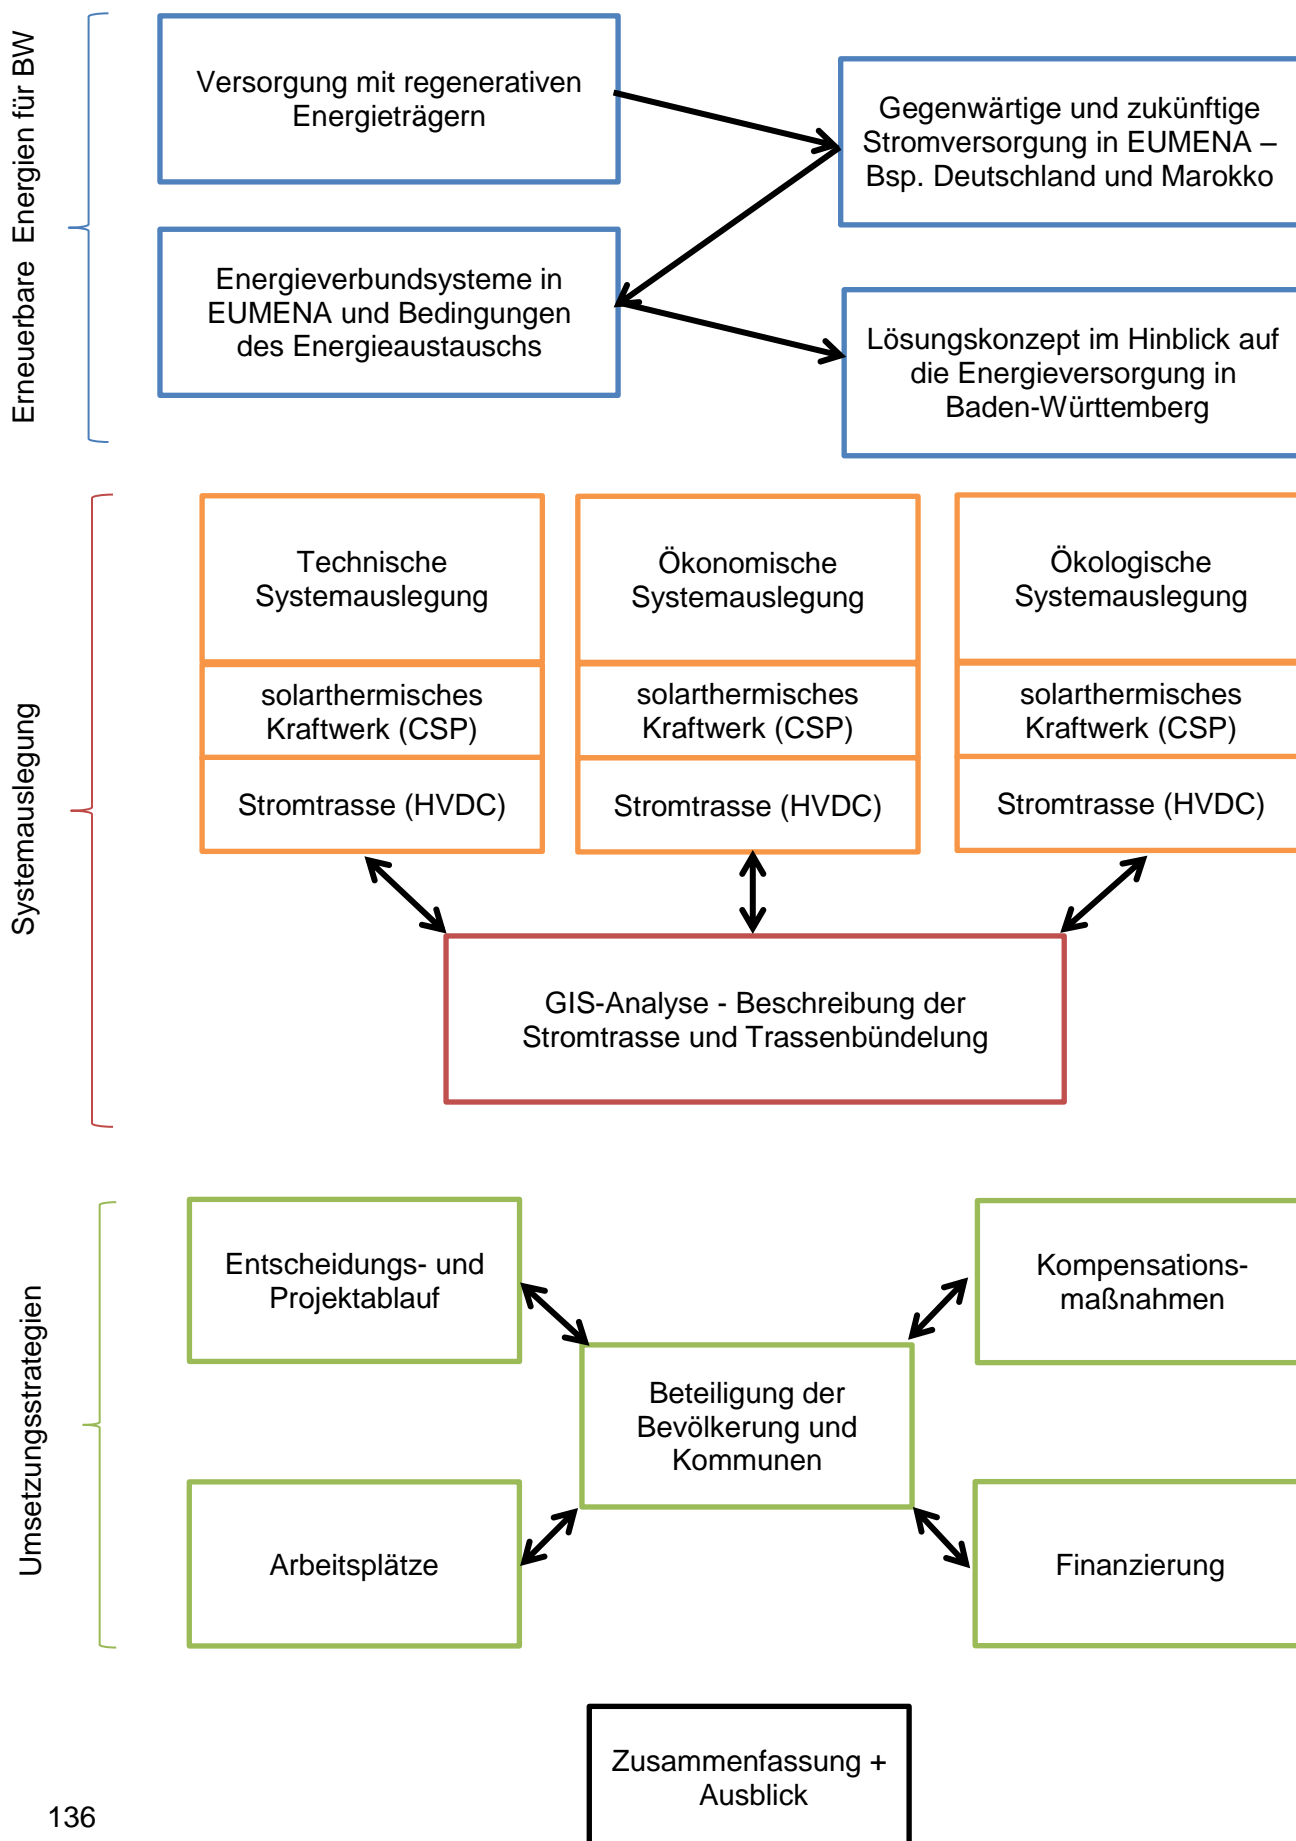 Erneuerbare Energien für BW
Versorgung mit regenerativen
Energieträgern
Gegenwärtige und zukünftige
Stromversorgung in EUMENA –
Bsp. Deutschland und Marokko
Energieverbundsysteme in
EUMENA und Bedingungen
des Energieaustauschs
Lösungskonzept im Hinblick auf
die Energieversorgung in
Baden-Württemberg
Systemauslegung
Technische
Systemauslegung
solarthermisches
Kraftwerk (CSP)
Stromtrasse (HVDC)
Ökonomische
Systemauslegung
solarthermisches
Kraftwerk (CSP)
Stromtrasse (HVDC)
Ökologische
Systemauslegung
solarthermisches
Kraftwerk (CSP)
Stromtrasse (HVDC)
GIS-Analyse - Beschreibung der
Stromtrasse und Trassenbündelung
Umsetzungsstrategien
Entscheidungs- und
Projektablauf
Kompensations-
maßnahmen
Beteiligung der
Bevölkerung und
Kommunen
Arbeitsplätze
Finanzierung
Zusammenfassung +
Ausblick
136